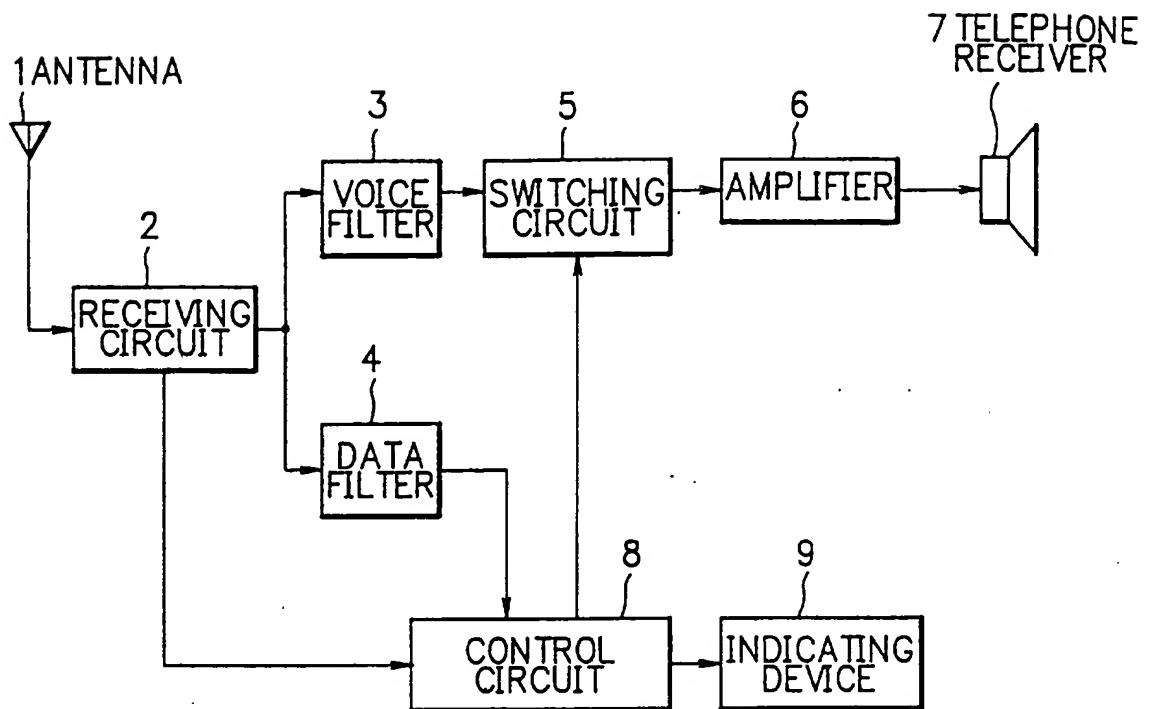 7 TELEPHONE
RECEIVER
1 ANTENNA
3
VOICE
FILTER
5
SWITCHING
CIRCUIT
6
AMPLIFIER
2
RECEIVING
CIRCUIT
4
DATA
FILTER
8
CONTROL
CIRCUIT
9
INDICATING
DEVICE